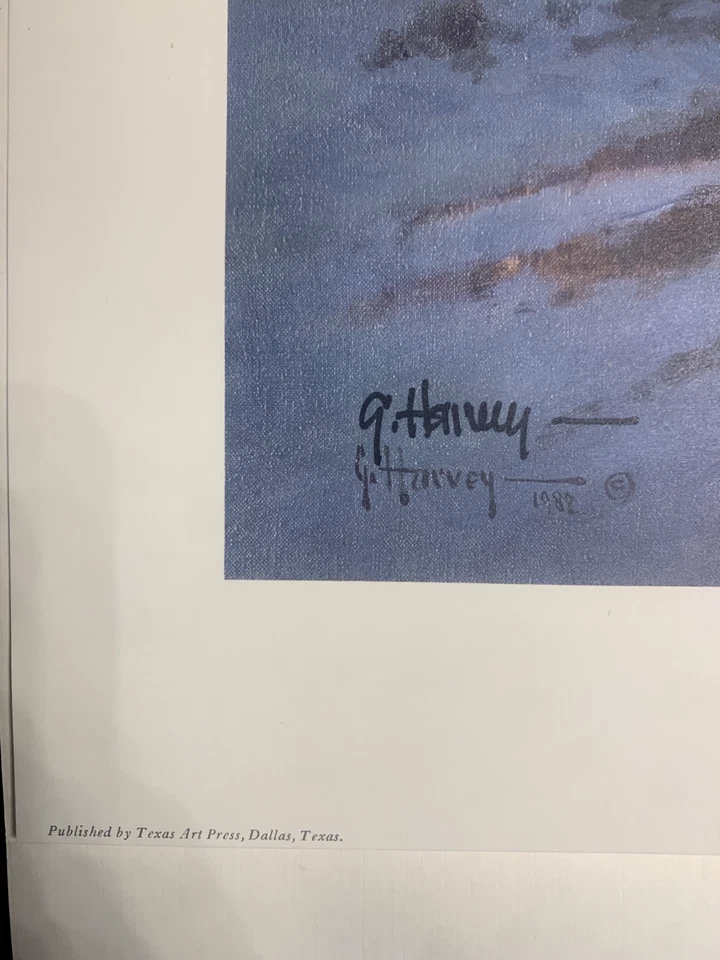 G. Harvey
G. Harvey
1982 ©
Published by Texas Art Press, Dallas, Texas.